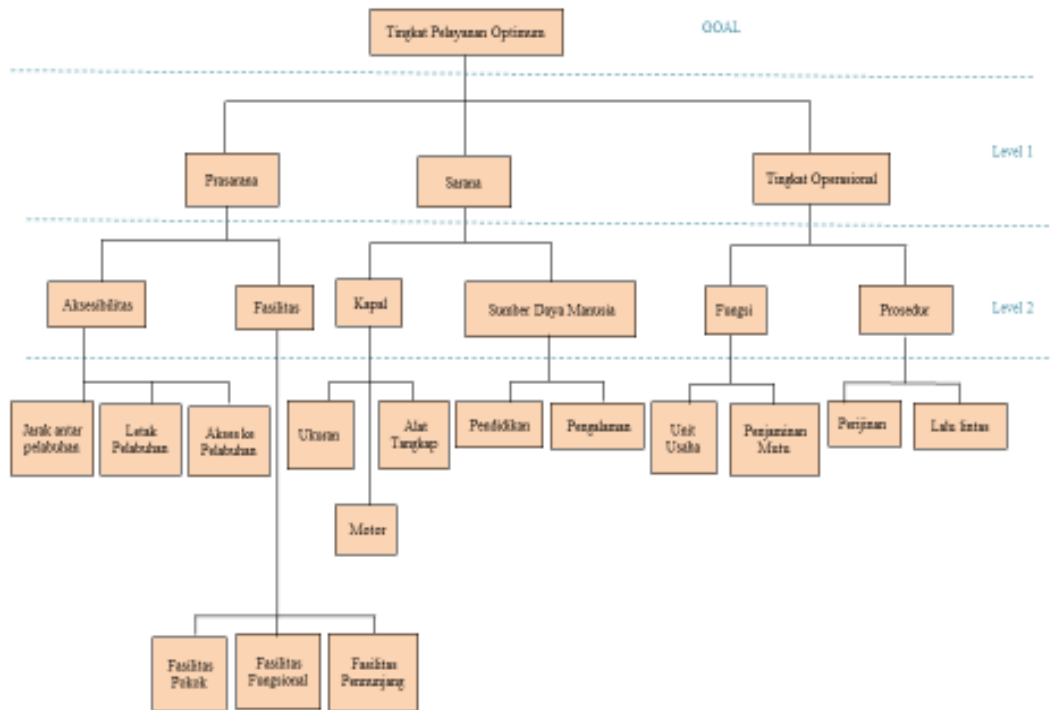 Tingkat Pelayanan Optimum
GOAL
Level 1
Prasarana
Sarana
Tingkat Operasional
Level 2
Aksesibilitas
Fasilitas
Kapal
Sumber Daya Manusia
Fungsi
Prosedur
Jarak antar
pelabuhan
Letak
Pelabuhan
Akses ke
Pelabuhan
Ukuran
Alat
Tangkap
Pendidikan
Pengalaman
Unit
Usaha
Penjaminan
Mutu
Perijinan
Lalu lintas
Motor
Fasilitas
Pokok
Fasilitas
Fungsional
Fasilitas
Penunjang